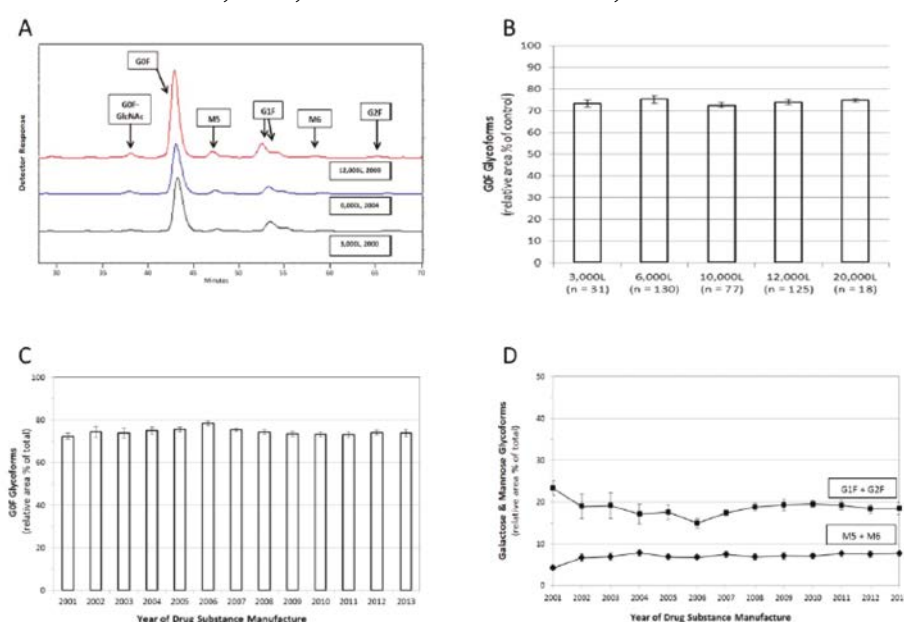 A
G0F
G0F-
GlcNAc
M5
G1F
M6
G2F
Detector Response
6,000L, 2004
3,000L, 2000
30
35
40
45
50
55
60
65
70
Minutes
B
G0F Glycoforms
(relative area % of control)
100
90
80
70
60
50
40
30
20
10
0
3,000L
(n = 31)
6,000L
(n = 130)
10,000L
(n = 77)
12,000L
(n = 125)
20,000L
(n = 18)
C
G0F Glycoforms
(relative area % of total)
100
80
60
40
20
0
2001 2002 2003 2004 2005 2006 2007 2008 2009 2010 2011 2012 2013
Year of Drug Substance Manufacture
D
Galactose & Mannose Glycoforms
(relative area % of total)
50
40
30
20
10
0
G1F + G2F
M5 + M6
2001 2002 2003 2004 2005 2006 2007 2008 2009 2010 2011 2012 201
Year of Drug Substance Manufacture